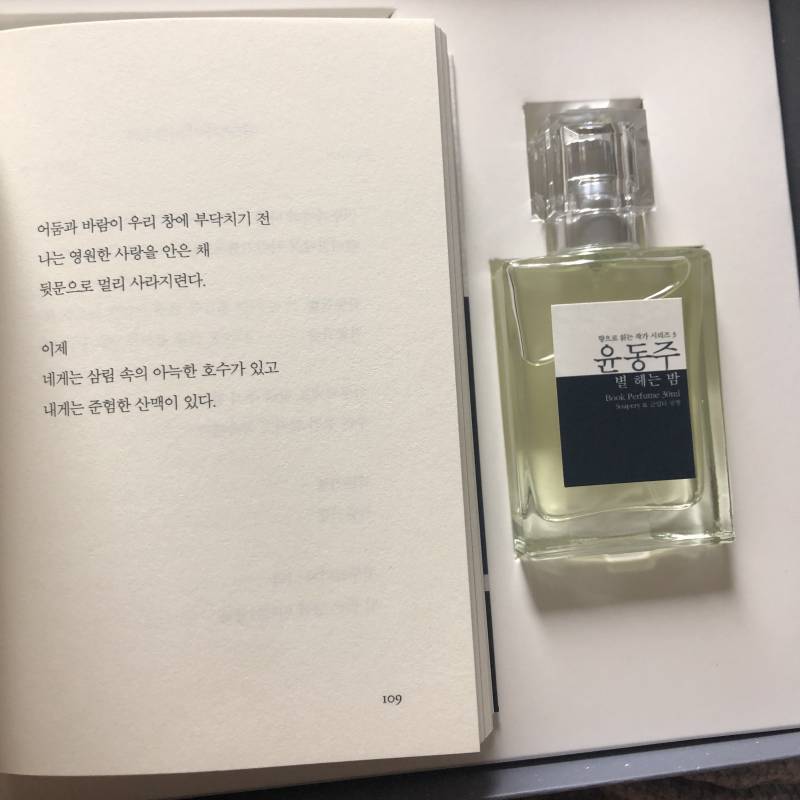 어둠과 바람이 우리 창에 부닥치기 전
나는 영원한 사랑을 안은 채
뒷문으로 멀리 사라지련다.
이제
네게는 삼림 속의 아늑한 호수가 있고
내게는 준험한 산맥이 있다.
109
향으로 읽는 작가 시리즈 5
윤동주
별 헤는 밤
Book Perfume 30ml
Soapery &